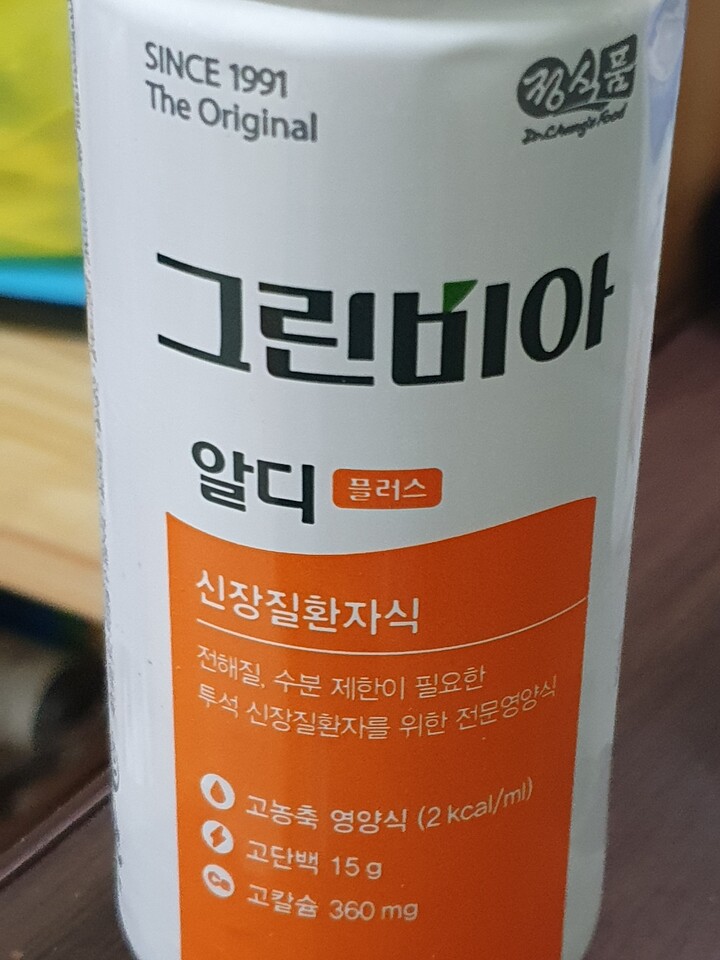 SINCE 1991
The Original
정식품
Dr.Chung's Food
그린비아
알디 플러스
신장질환자식
전해질, 수분 제한이 필요한
투석 신장질환자를 위한 전문영양식
고농축 영양식 (2 kcal/ml)
고단백 15 g
고칼슘 360 mg